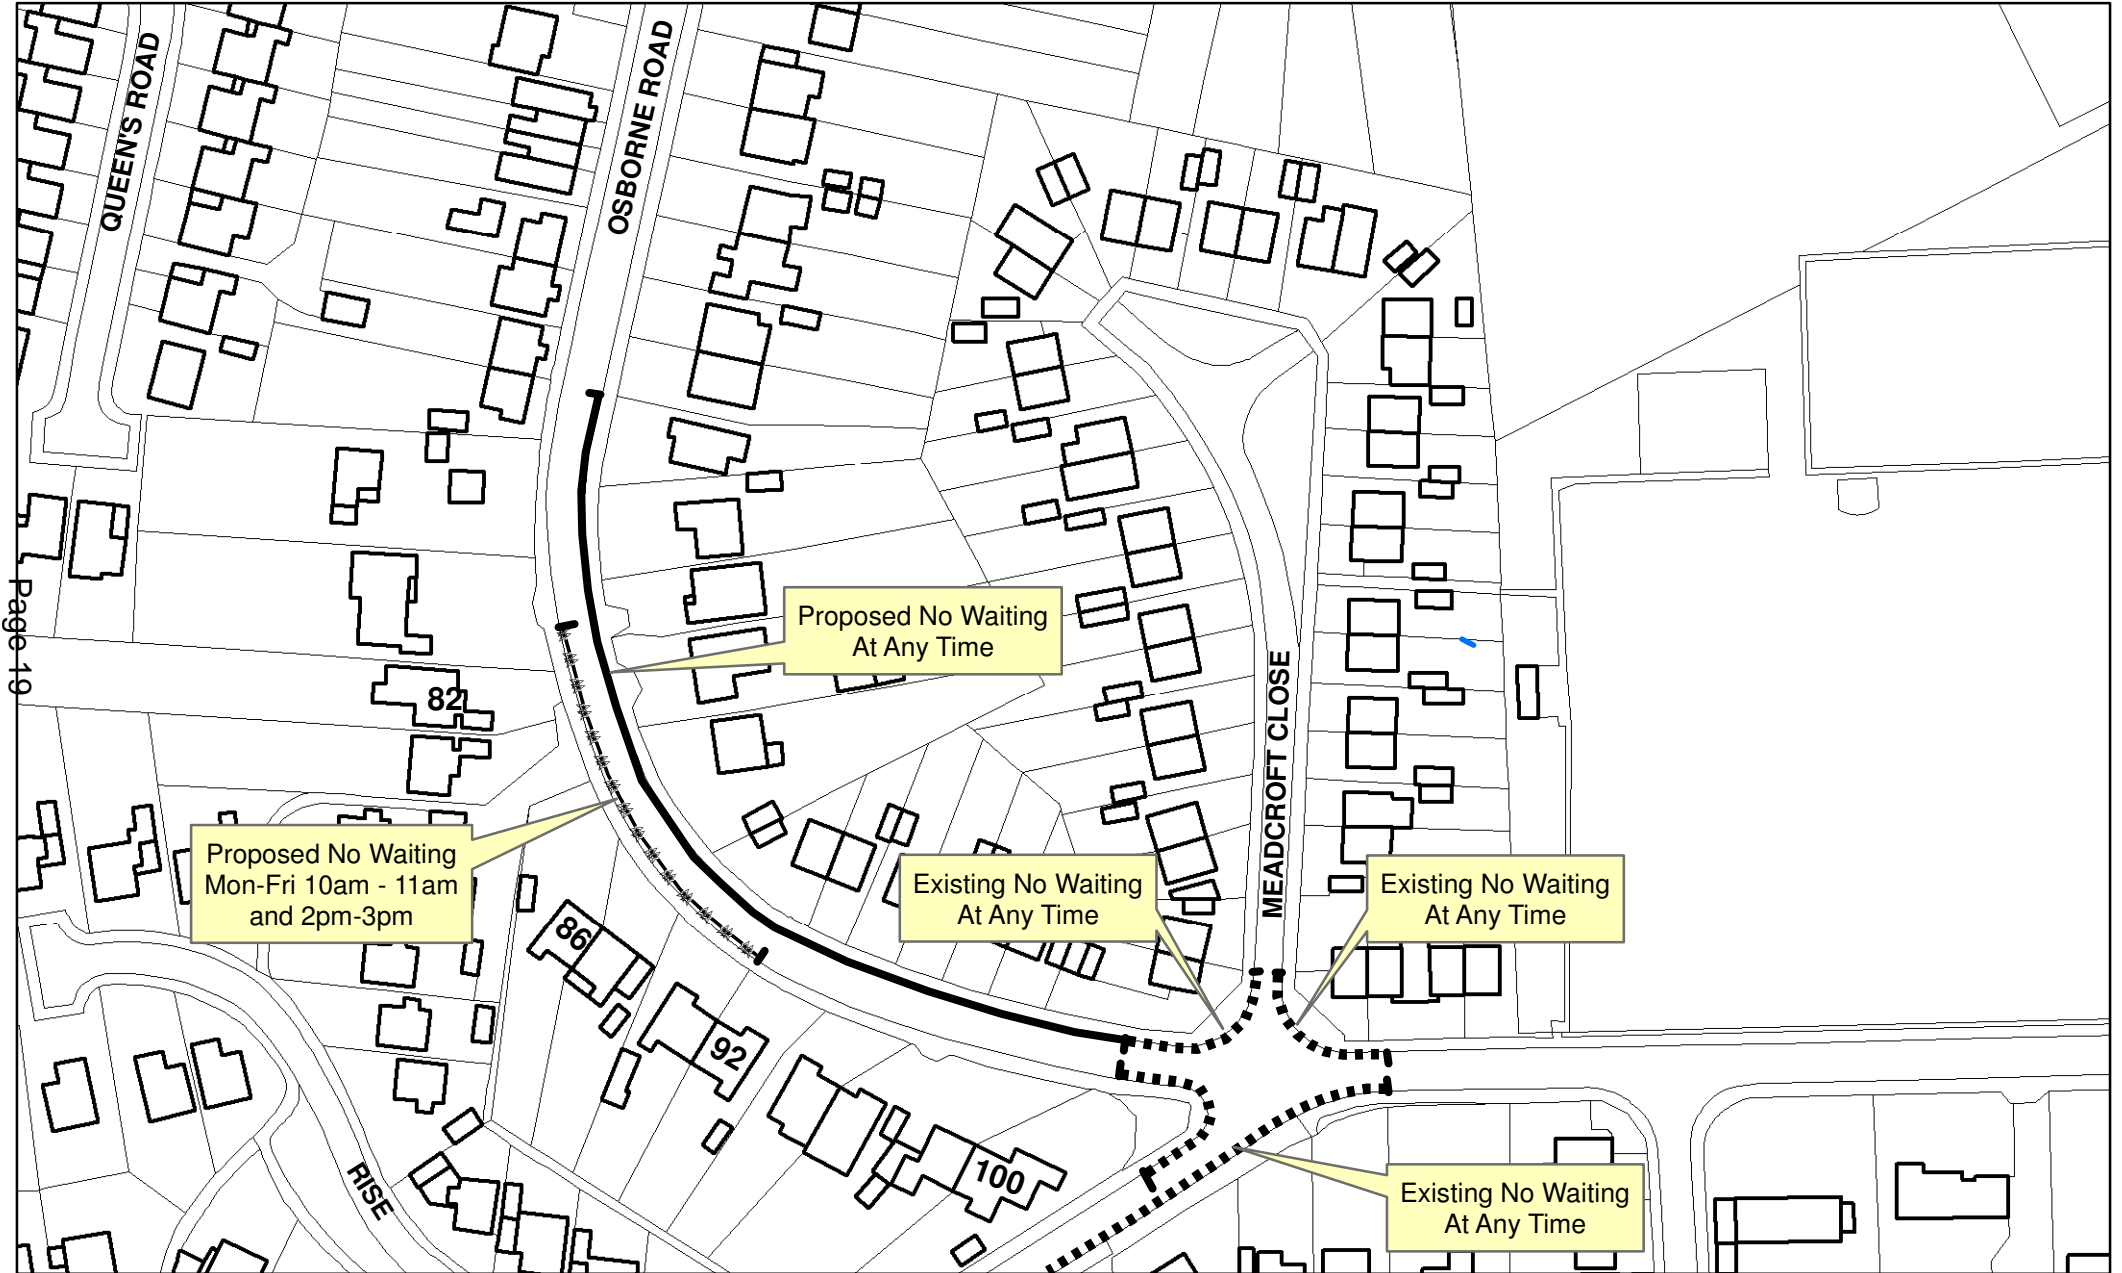 QUEEN'S ROAD
OSBORNE ROAD
Proposed No Waiting
At Any Time
Page 19
82
MEADCROFT CLOSE
Proposed No Waiting
Mon-Fri 10am - 11am
and 2pm-3pm
Existing No Waiting
At Any Time
Existing No Waiting
At Any Time
86
92
100
RISE
Existing No Waiting
At Any Time